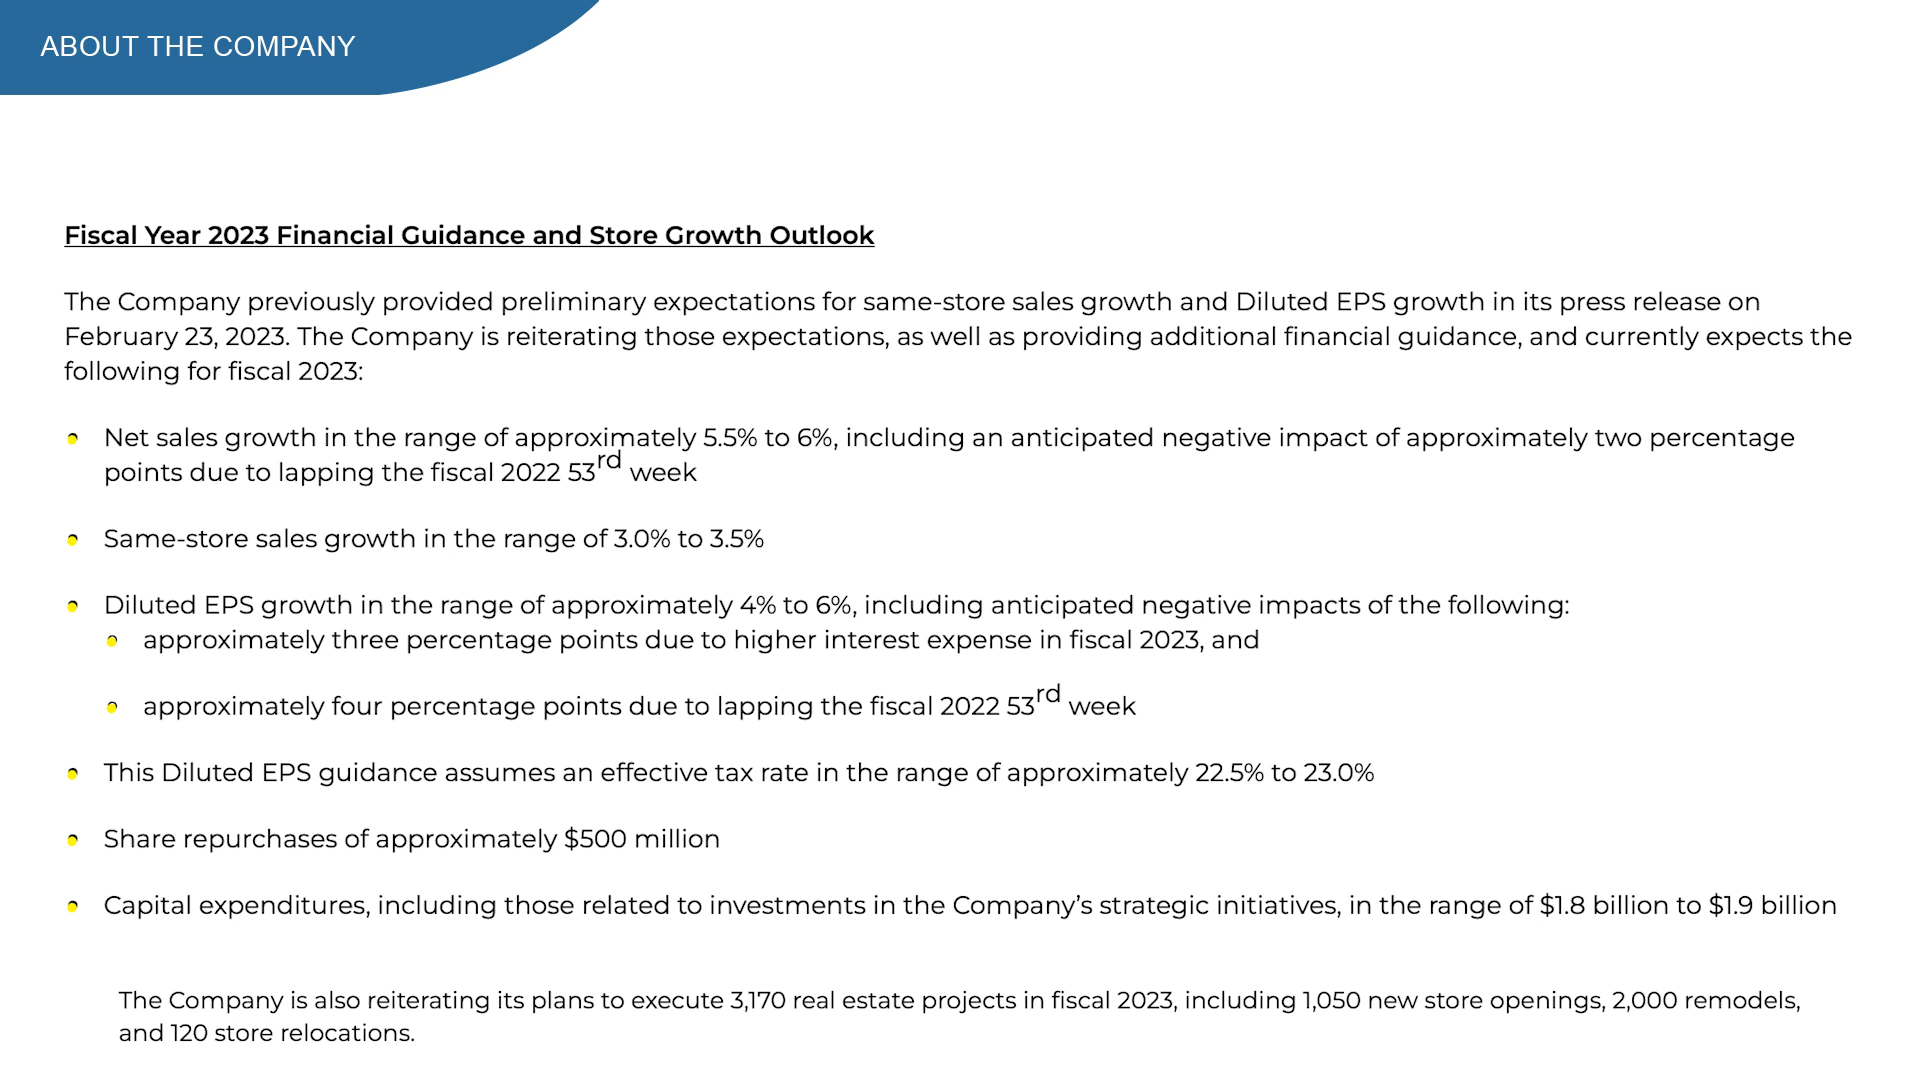 ABOUT THE COMPANY
Fiscal Year 2023 Financial Guidance and Store Growth Outlook
The Company previously provided preliminary expectations for same-store sales growth and Diluted EPS growth in its press release on
February 23, 2023. The Company is reiterating those expectations, as well as providing additional financial guidance, and currently expects the
following for fiscal 2023:
• Net sales growth in the range of approximately 5.5% to 6%, including an anticipated negative impact of approximately two percentage
points due to lapping the fiscal 2022 53rd week
• Same-store sales growth in the range of 3.0% to 3.5%
• Diluted EPS growth in the range of approximately 4% to 6%, including anticipated negative impacts of the following:
• approximately three percentage points due to higher interest expense in fiscal 2023, and
• approximately four percentage points due to lapping the fiscal 2022 53rd week
• This Diluted EPS guidance assumes an effective tax rate in the range of approximately 22.5% to 23.0%
• Share repurchases of approximately $500 million
• Capital expenditures, including those related to investments in the Company’s strategic initiatives, in the range of $1.8 billion to $1.9 billion
The Company is also reiterating its plans to execute 3,170 real estate projects in fiscal 2023, including 1,050 new store openings, 2,000 remodels,
and 120 store relocations.